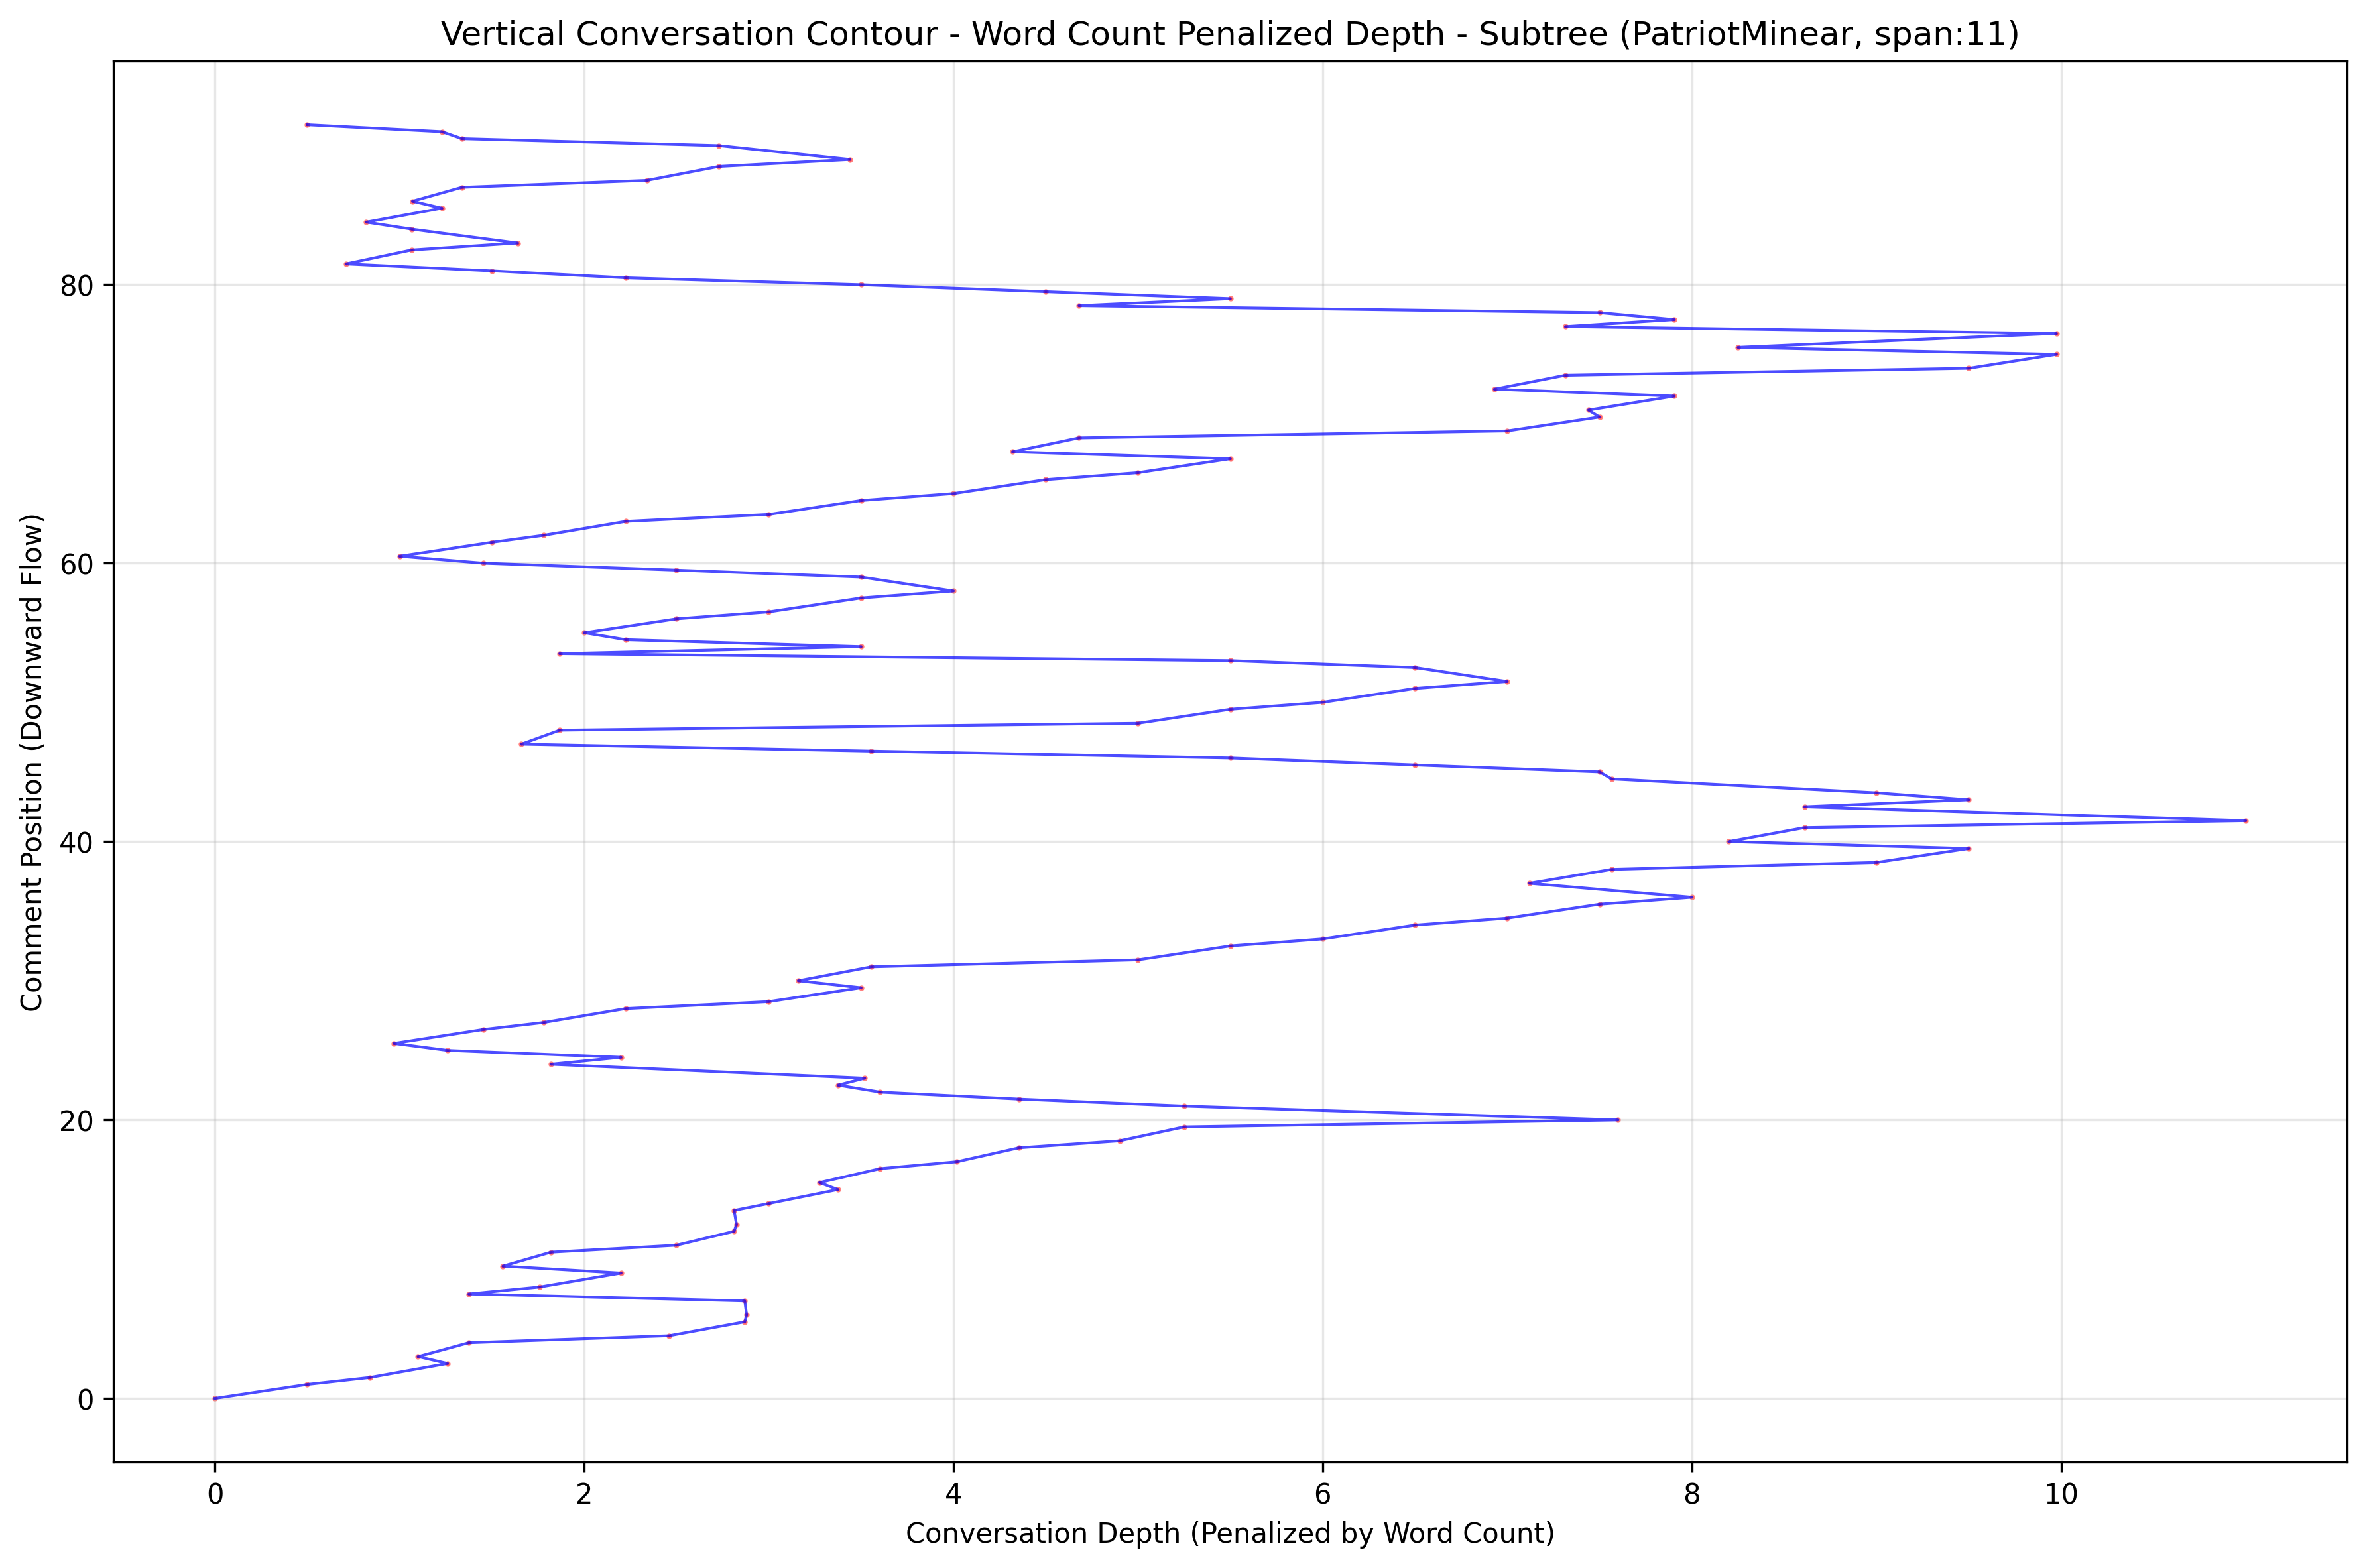 Vertical Conversation Contour - Word Count Penalized Depth - Subtree (PatriotMinear, span:11)
Comment Position (Downward Flow)
80
60
40
20
0
0 2 4 6 8 10
Conversation Depth (Penalized by Word Count)